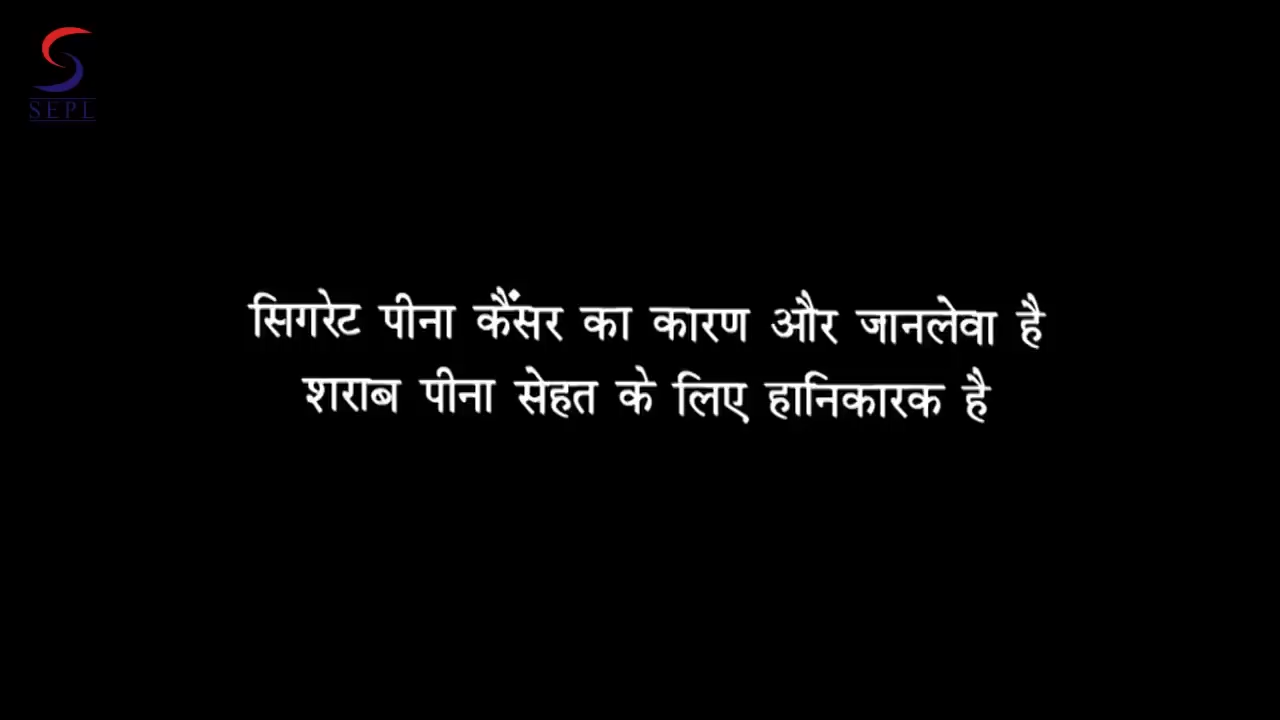 SEPL
सिगरेट पीना कैंसर का कारण और जानलेवा है
शराब पीना सेहत के लिए हानिकारक है